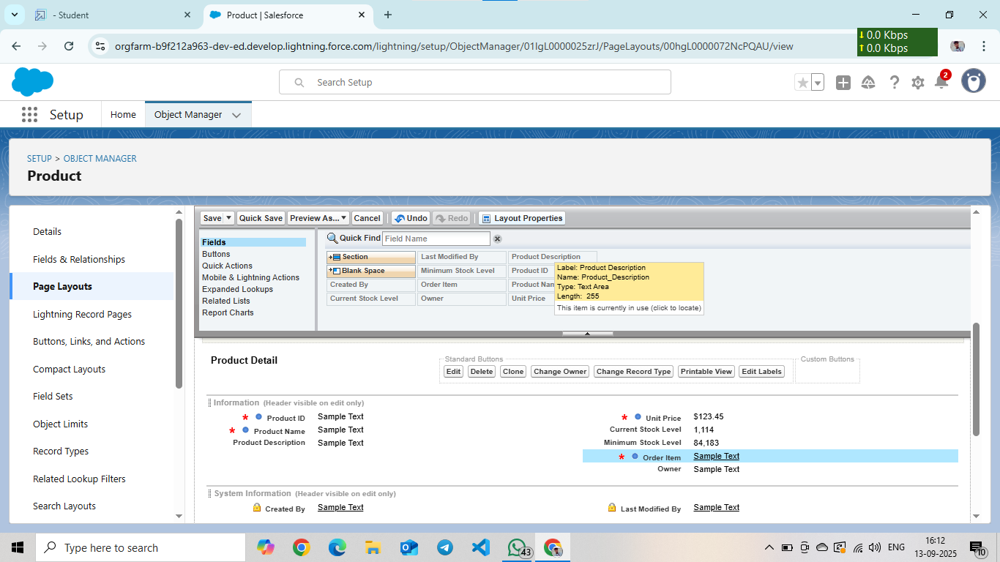 - Student
Product | Salesforce
orgfarm-b9f212a963-dev-ed.develop.lightning.force.com/lightning/setup/ObjectManager/01IgL0000025zrJ/PageLayouts/00hgL0000072NcPQAU/view
0.0 Kbps
0.0 Kbps
Search Setup
2
Setup
Home
Object Manager
SETUP > OBJECT MANAGER
Product
Details
Fields & Relationships
Page Layouts
Lightning Record Pages
Buttons, Links, and Actions
Compact Layouts
Field Sets
Object Limits
Record Types
Related Lookup Filters
Search Layouts
Save Quick Save Preview As... Cancel Undo Redo Layout Properties
Fields
Buttons
Quick Actions
Mobile & Lightning Actions
Expanded Lookups
Related Lists
Report Charts
Quick Find Field Name
Section Last Modified By Product Description
Blank Space Minimum Stock Level Product ID
Created By Order Item Product Nam
Current Stock Level Owner Unit Price
Label: Product Description
Name: Product_Description
Type: Text Area
Length: 255
This item is currently in use (click to locate)
Product Detail
Standard Buttons
Edit Delete Clone Change Owner Change Record Type Printable View Edit Labels
Custom Buttons
Information (Header visible on edit only)
* Product ID Sample Text
* Product Name Sample Text
Product Description Sample Text
* Unit Price $123.45
Current Stock Level 1,114
Minimum Stock Level 84,183
* Order Item Sample Text
Owner Sample Text
System Information (Header visible on edit only)
Created By Sample Text
Last Modified By Sample Text
Type here to search
43
ENG
16:12
13-09-2025
10